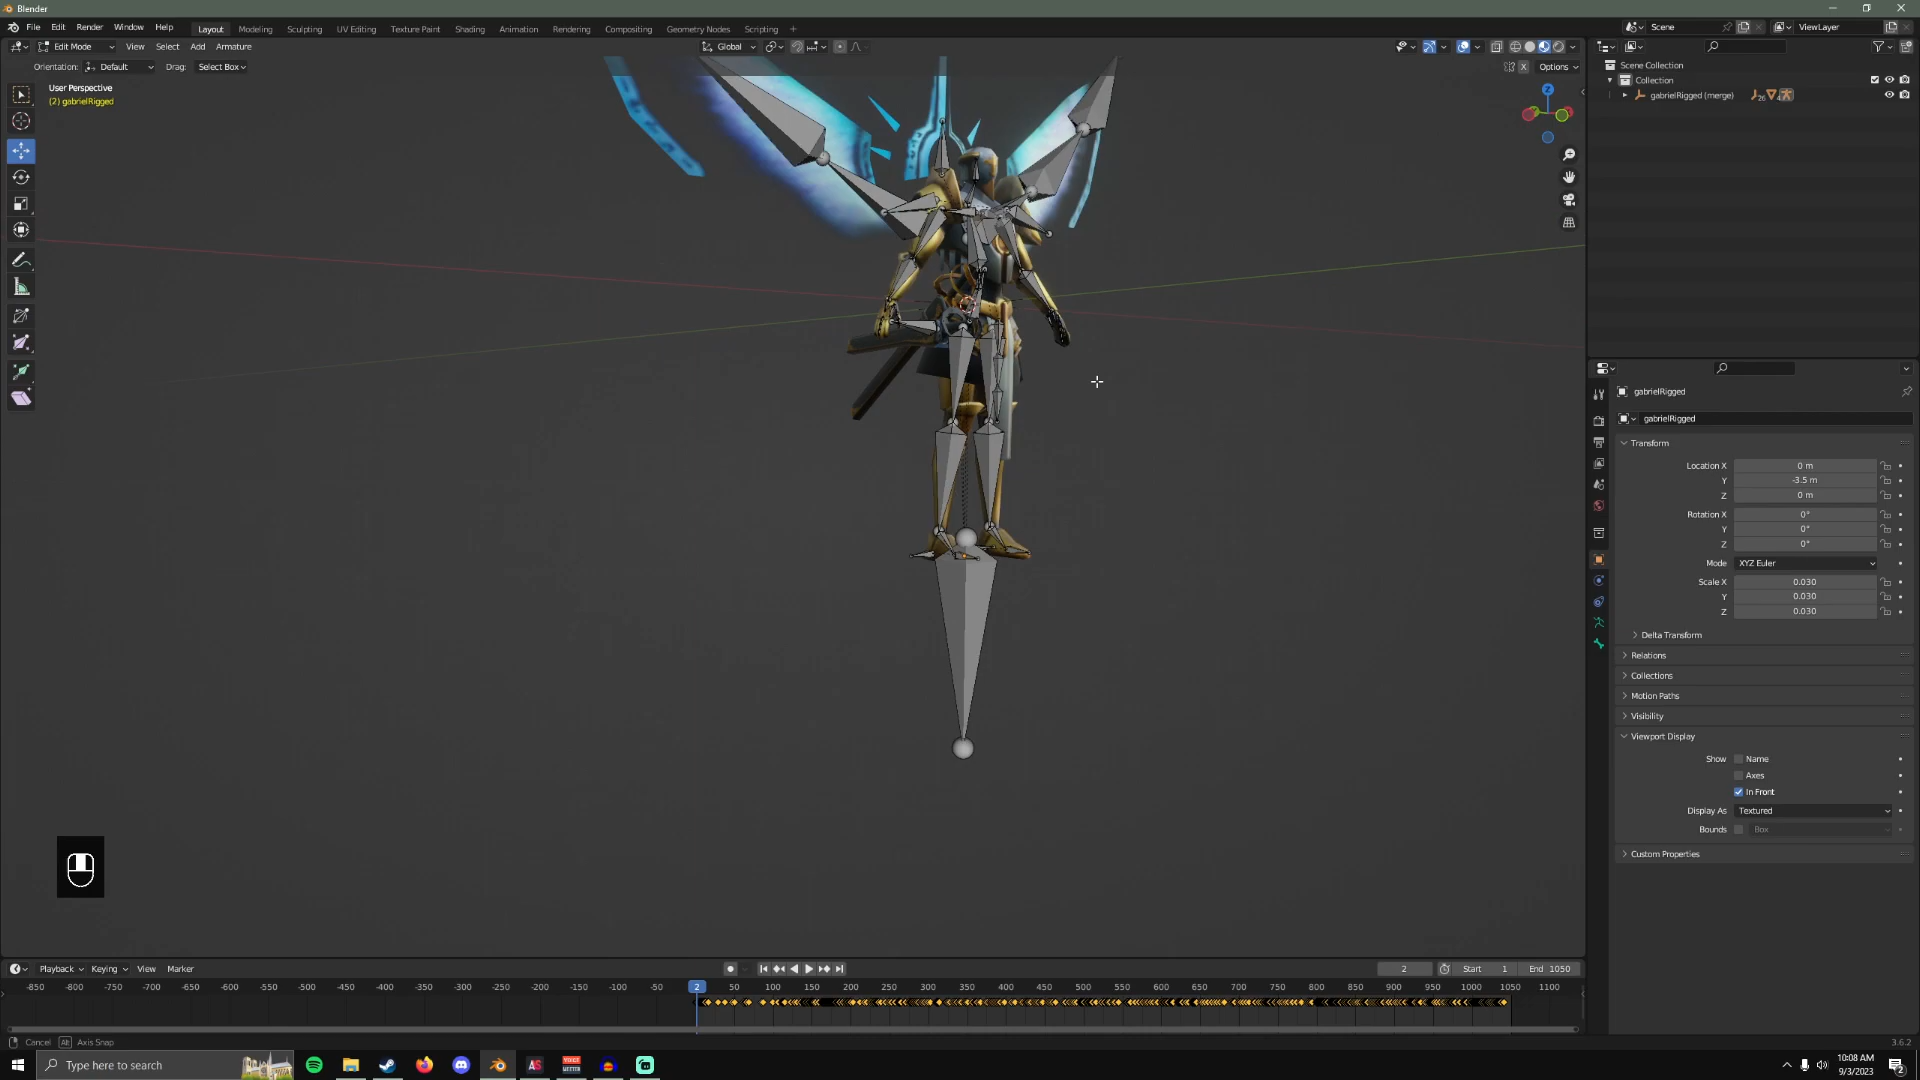 Blender
File Edit Render Window Help Layout Modeling Sculpting UV Editing Texture Paint Shading Animation Rendering Compositing Geometry Nodes Scripting + Scene ViewLayer
Edit Mode View Select Add Armature Global
Orientation: Default Drag: Select Box X Options
User Perspective
(2) gabrielRigged
Z
Scene Collection
Collection
gabrielRigged (merge)
gabrielRigged
gabrielRigged
Transform
Location X 0 m
Y -3.5 m
Z 0 m
Rotation X 0°
Y 0°
Z 0°
Mode XYZ Euler
Scale X 0.030
Y 0.030
Z 0.030
Delta Transform
Relations
Collections
Motion Paths
Visibility
Viewport Display
Show Name
Axes
In Front
Display As Textured
Bounds Box
Custom Properties
Playback Keying View Marker 2 Start 1 End 1050
-850 -800 -750 -700 -650 -600 -550 -500 -450 -400 -350 -300 -250 -200 -150 -100 -50 2 50 100 150 200 250 300 350 400 450 500 550 600 650 700 750 800 850 900 950 1000 1050 1100
Cancel Alt Axis Snap 3.6.2
Type here to search AS 10:08 AM
9/3/2023
2